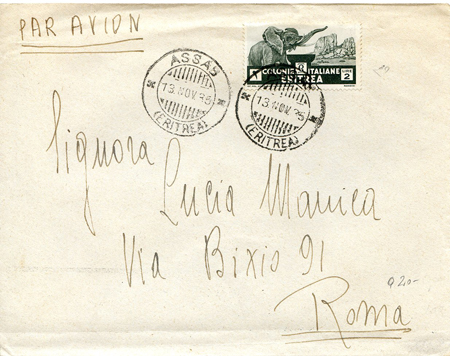 PAR AVION
COLONIE ITALIANE
ERITREA
2
13 NOV. 35
(ERITREA)
13 NOV. 35
(ERITREA)
Signora
Lucia Manica
Via Bixio 91
Roma